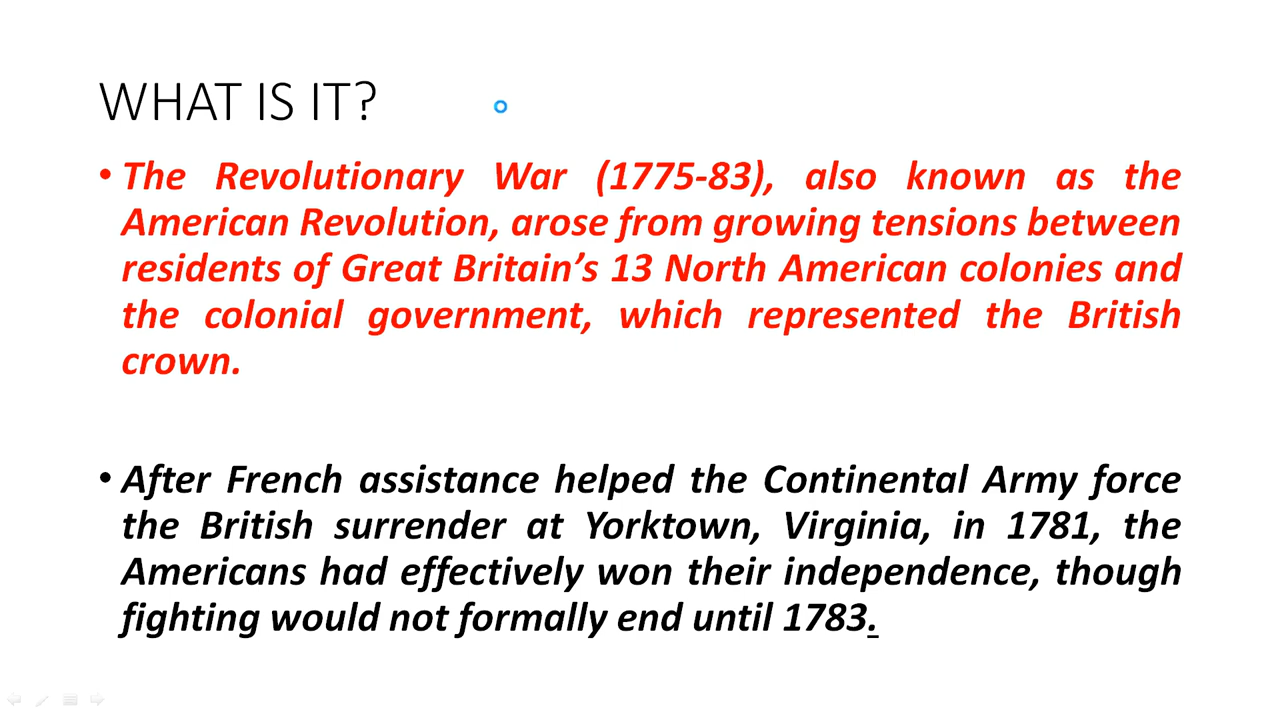 WHAT IS IT?
• The Revolutionary War (1775-83), also known as the
American Revolution, arose from growing tensions between
residents of Great Britain’s 13 North American colonies and
the colonial government, which represented the British
crown.
• After French assistance helped the Continental Army force
the British surrender at Yorktown, Virginia, in 1781, the
Americans had effectively won their independence, though
fighting would not formally end until 1783.